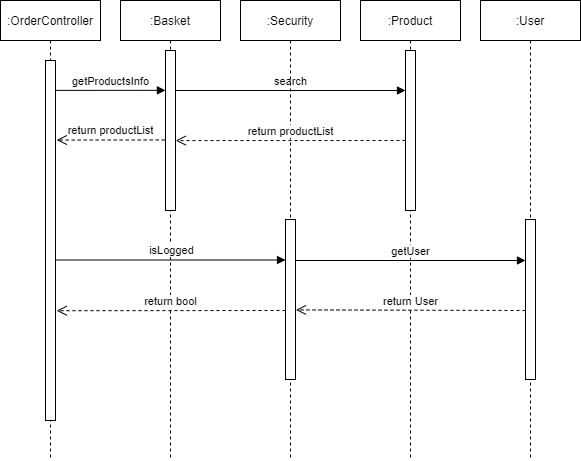 :OrderController
:Basket
:Security
:Product
:User
getProductsInfo
search
return productList
return productList
isLogged
getUser
return bool
return User